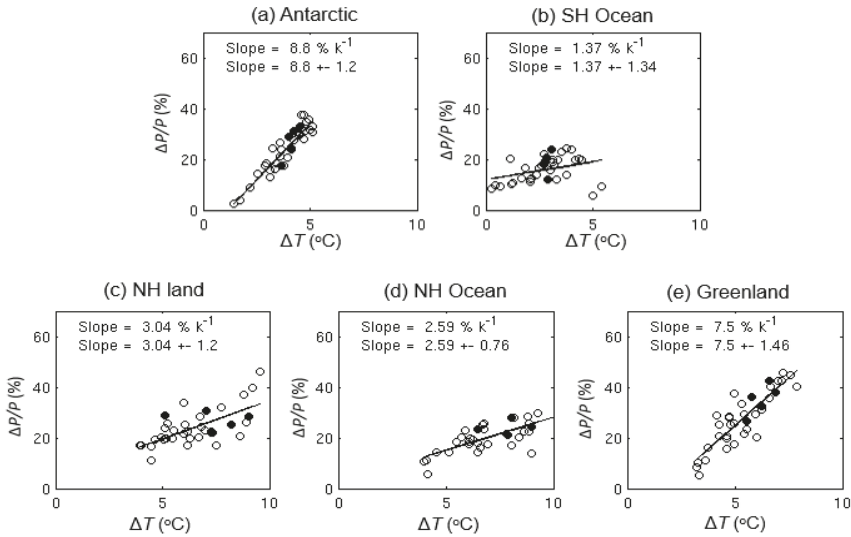 (a) Antarctic
Slope = 8.8 % k⁻¹
Slope = 8.8 +- 1.2
60
40
20
0
ΔP/P (%)
0 5 10
ΔT (°C)
(b) SH Ocean
Slope = 1.37 % k⁻¹
Slope = 1.37 +- 1.34
60
40
20
0
ΔP/P (%)
0 5 10
ΔT (°C)
(c) NH land
Slope = 3.04 % k⁻¹
Slope = 3.04 +- 1.2
60
40
20
0
ΔP/P (%)
0 5 10
ΔT (°C)
(d) NH Ocean
Slope = 2.59 % k⁻¹
Slope = 2.59 +- 0.76
60
40
20
0
ΔP/P (%)
0 5 10
ΔT (°C)
(e) Greenland
Slope = 7.5 % k⁻¹
Slope = 7.5 +- 1.46
60
40
20
0
ΔP/P (%)
0 5 10
ΔT (°C)